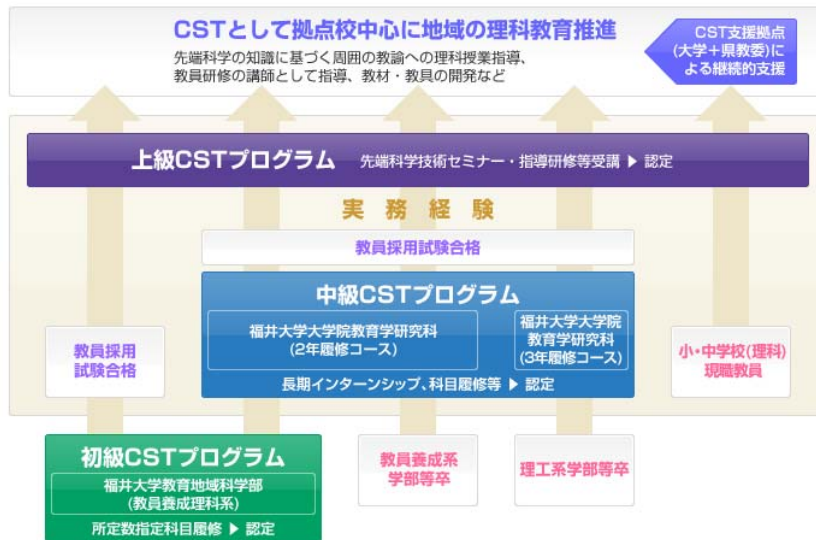 CSTとして拠点校中心に地域の理科教育推進
先端科学の知識に基づく周囲の教諭への理科授業指導、
教員研修の講師として指導、教材・教具の開発など
CST支援拠点
(大学＋県教委)に
よる継続的支援
上級CSTプログラム 先端科学技術セミナー・指導研修等受講 ▶ 認定
実務経験
教員採用試験合格
中級CSTプログラム
福井大学大学院教育学研究科
(2年履修コース)
福井大学大学院
教育学研究科
(3年履修コース)
長期インターンシップ、科目履修等 ▶ 認定
教員採用
試験合格
小・中学校(理科)
現職教員
初級CSTプログラム
福井大学教育地域科学部
(教員養成理科系)
所定数指定科目履修 ▶ 認定
教員養成系
学部等卒
理工系学部等卒